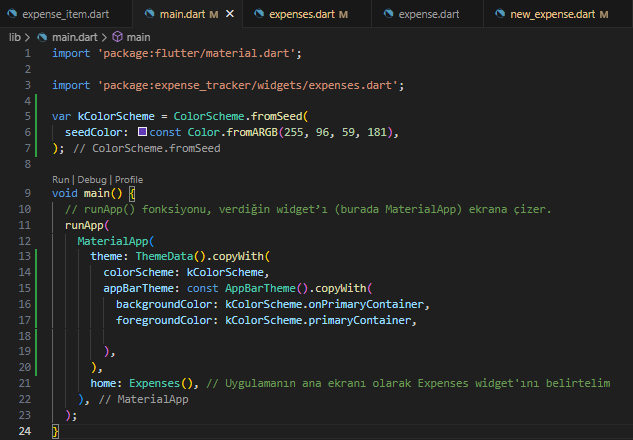 expense_item.dart main.dart M expenses.dart M expense.dart new_expense.dart M
lib > main.dart > main
1 import 'package:flutter/material.dart';
2
3 import 'package:expense_tracker/widgets/expenses.dart';
4
5 var kColorScheme = ColorScheme.fromSeed(
6 seedColor: const Color.fromARGB(255, 96, 59, 181),
7 ); // ColorScheme.fromSeed
8
Run | Debug | Profile
9 void main() {
10 // runApp() fonksiyonu, verdiğin widget’ı (burada MaterialApp) ekrana çizer.
11 runApp(
12 MaterialApp(
13 theme: ThemeData().copyWith(
14 colorScheme: kColorScheme,
15 appBarTheme: const AppBarTheme().copyWith(
16 backgroundColor: kColorScheme.onPrimaryContainer,
17 foregroundColor: kColorScheme.primaryContainer,
18
19 ),
20 ),
21 home: Expenses(), // Uygulamanın ana ekranı olarak Expenses widget'ını belirtelim
22 ), // MaterialApp
23 );
24 }